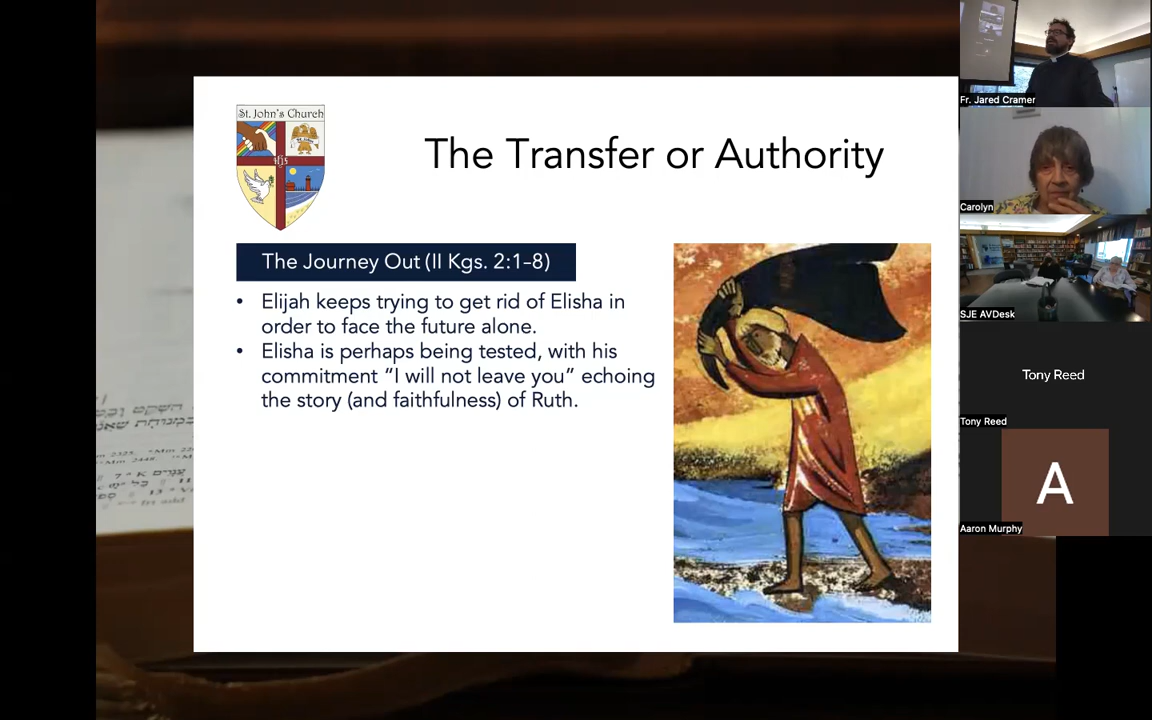 St. John's Church
The Transfer or Authority
The Journey Out (II Kgs. 2:1–8)
• Elijah keeps trying to get rid of Elisha in
order to face the future alone.
• Elisha is perhaps being tested, with his
commitment “I will not leave you” echoing
the story (and faithfulness) of Ruth.
Fr. Jared Cramer
Carolyn
SJE AVDesk
Tony Reed
Tony Reed
A
Aaron Murphy